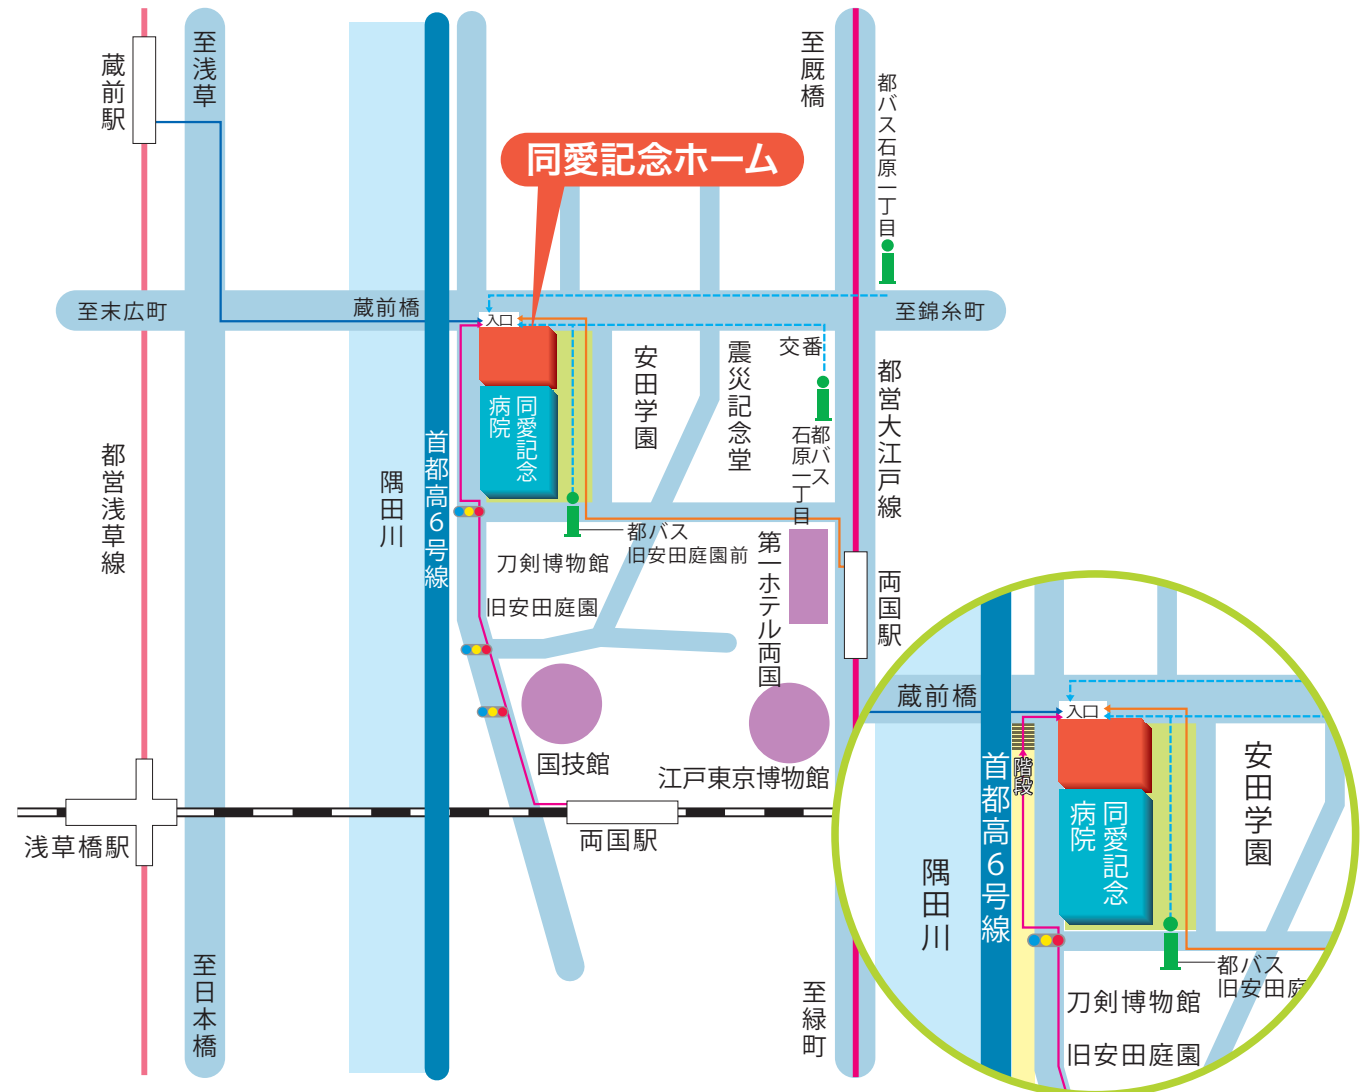 蔵前駅
至浅草
至厩橋
都バス石原一丁目
同愛記念ホーム
至末広町
蔵前橋
入口
至錦糸町
交番
安田学園
震災記念堂
都営大江戸線
同愛記念
病院
都バス
石原一丁目
首都高6号線
都営浅草線
隅田川
都バス
旧安田庭園前
刀剣博物館
旧安田庭園
第一ホテル両国
両国駅
国技館
江戸東京博物館
浅草橋駅
両国駅
至日本橋
至緑町
蔵前橋
入口
階段
首都高6号線
同愛記念
病院
安田学園
隅田川
都バス
旧安田庭
刀剣博物館
旧安田庭園